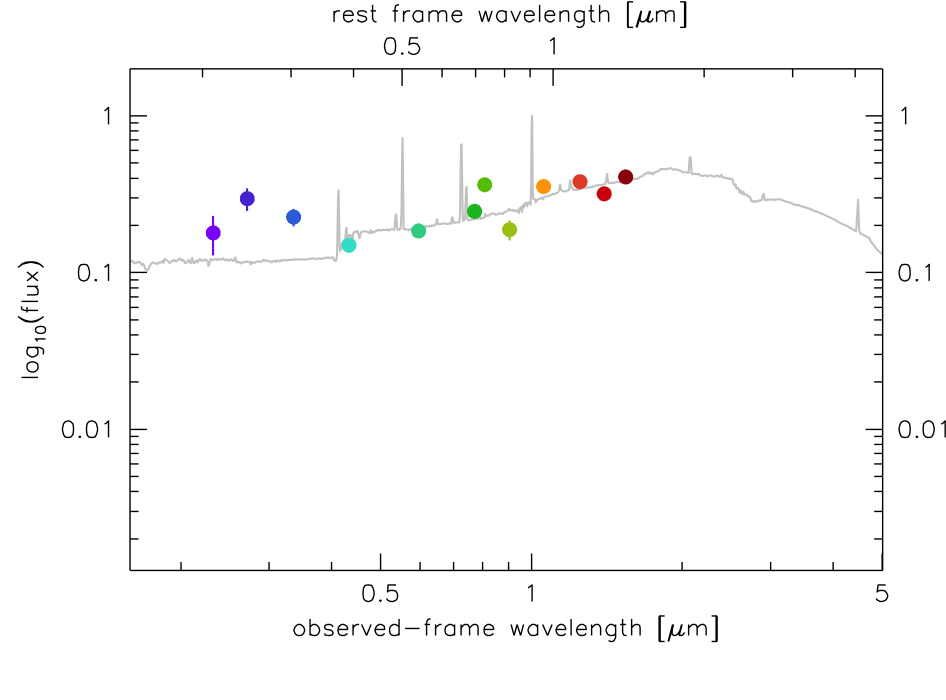 rest frame wavelength [μm]
0.5 1
1 1
0.1 0.1
0.01 0.01
log₁₀(flux)
0.5 1 5
observed-frame wavelength [μm]